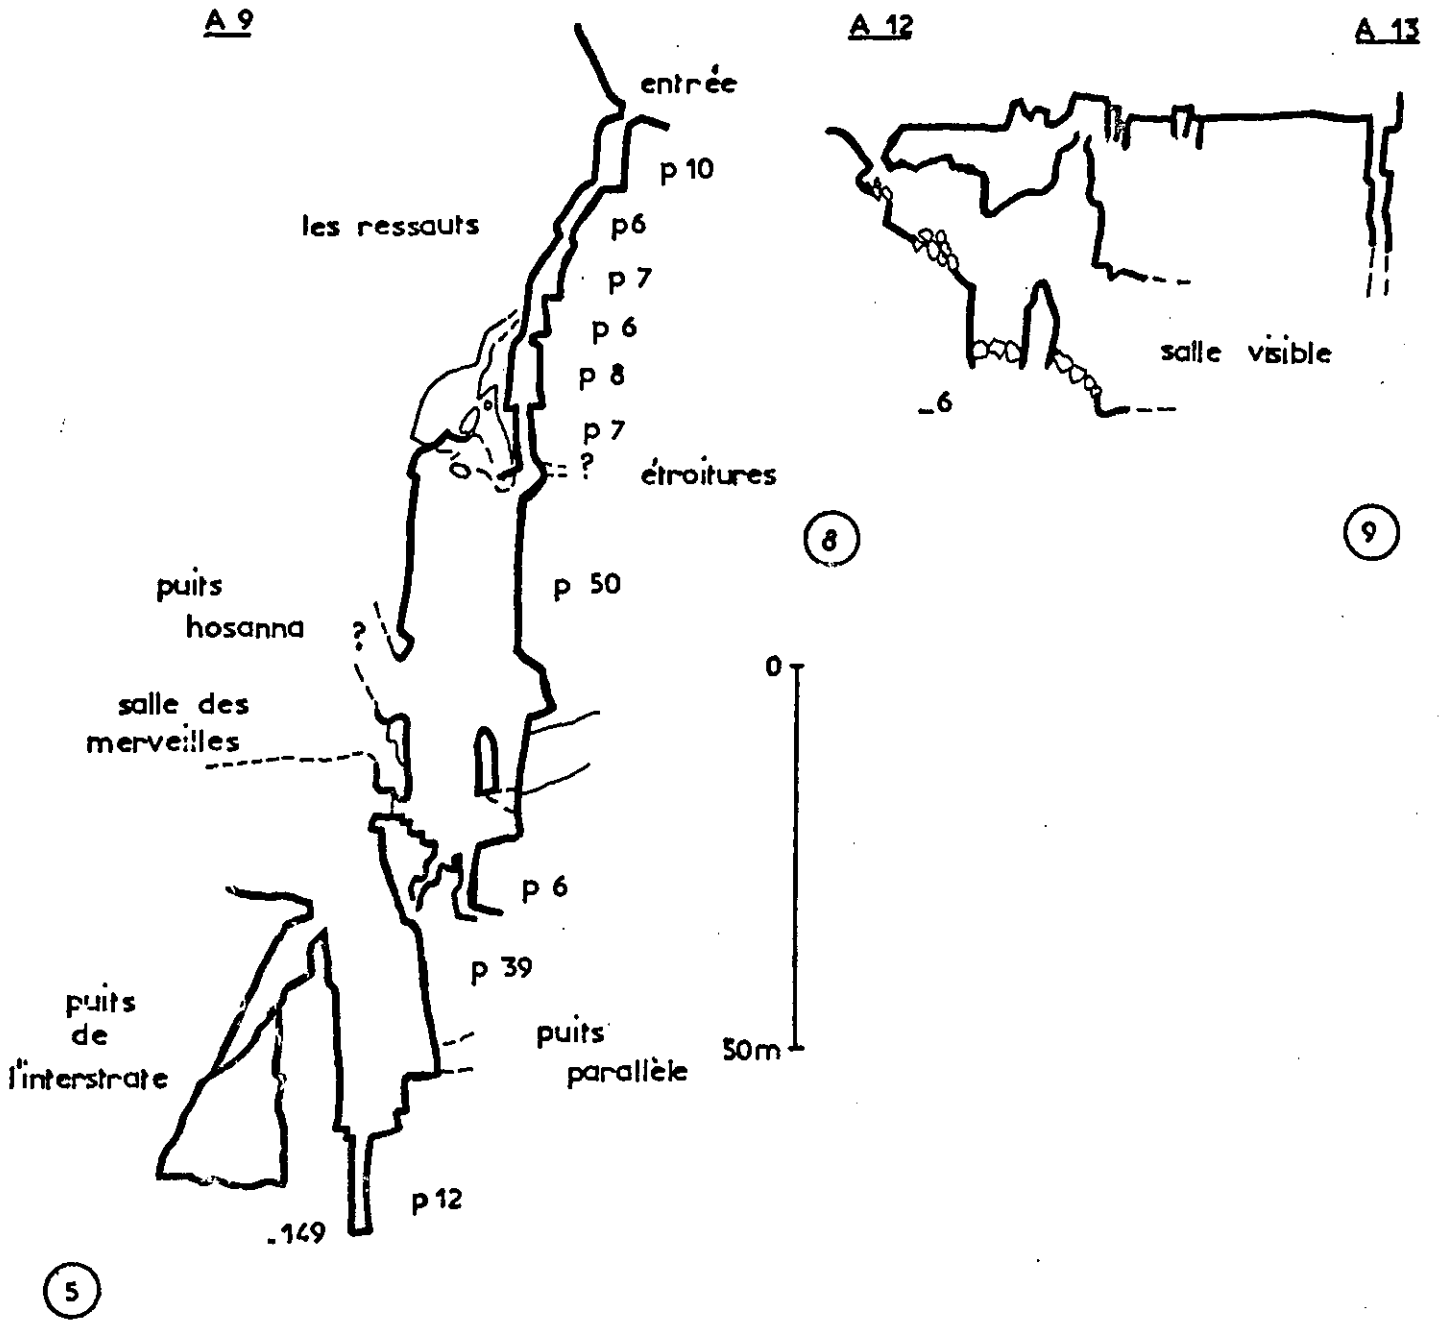 A 9
entrée
p 10
les ressauts
p 6
p 7
p 6
p 8
p 7
?
étroitures
puits
hosanna
p 50
?
salle des
merveilles
p 6
p 39
puits
de
l'interstrate
puits
parallèle
p 12
-149
5
0
50m
A 12
A 13
salle visible
-6
8
9